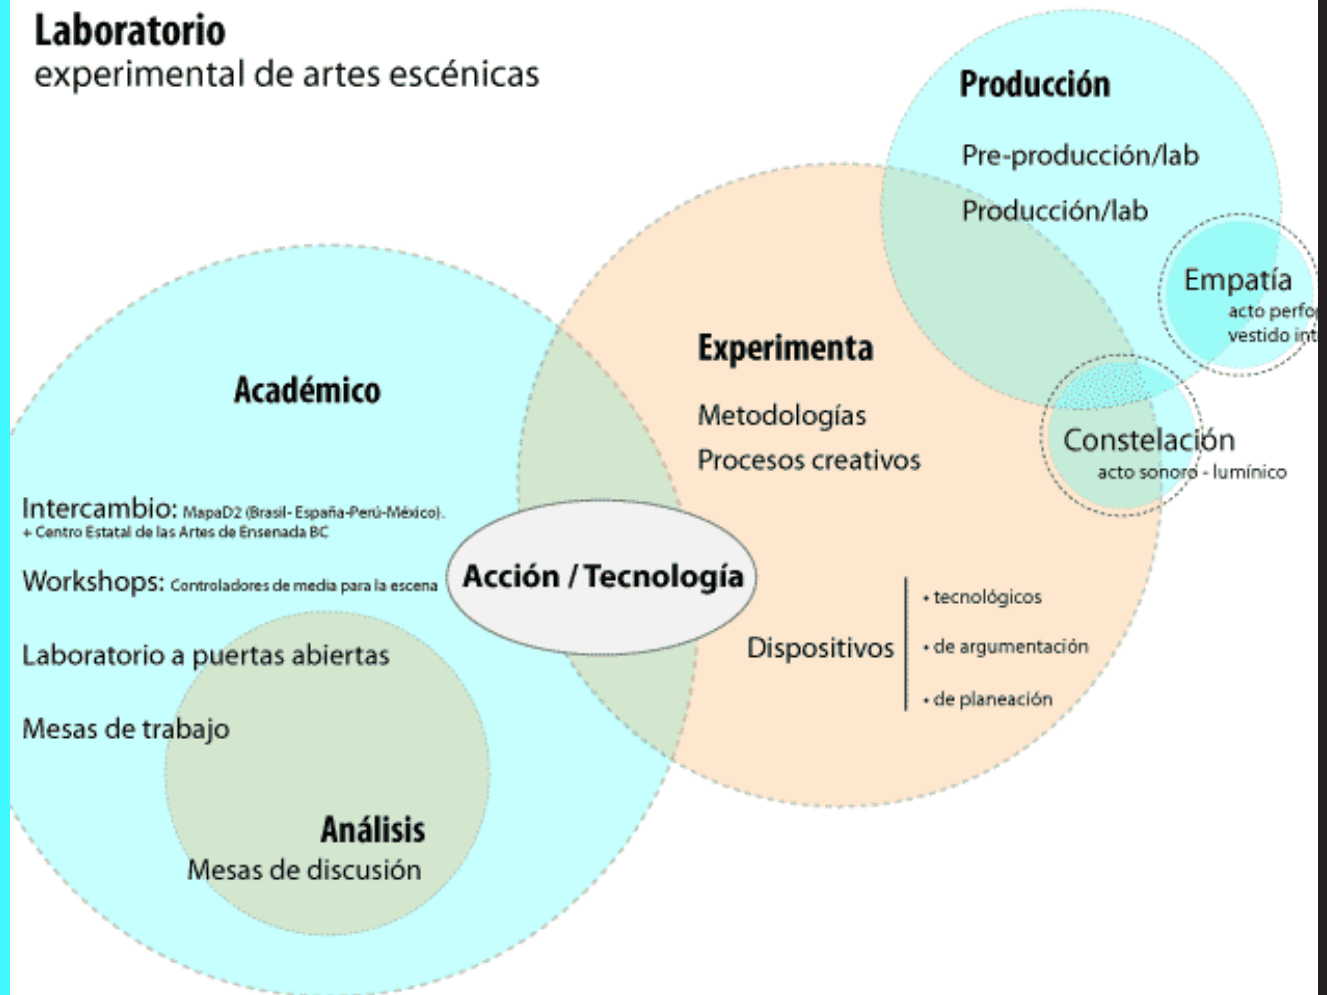 Laboratorio
experimental de artes escénicas
Producción
Pre-producción/lab
Producción/lab
Empatía
acto
vestido
Constelación
acto sonoro - lumínico
Experimenta
Metodologías
Procesos creativos
Académico
Intercambio: MapaD2 (Brasil- España-Perú-México).
+ Centro Estatal de las Artes de Ensenada BC
Workshops: Controladores de media para la escena
Laboratorio a puertas abiertas
Mesas de trabajo
Acción / Tecnología
Dispositivos
• tecnológicos
• de argumentación
• de planeación
Análisis
Mesas de discusión